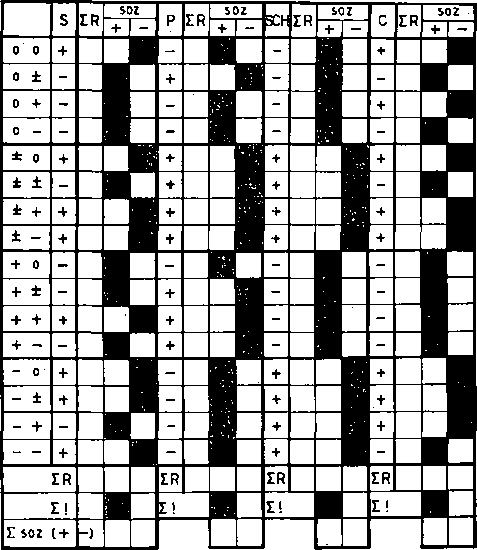 S ΣR soz P ΣR soz SCH ΣR soz C ΣR soz
+ − + − + − + −
0 0 + − − +
0 ± − + − −
0 + − − − +
0 − − − − −
± 0 + + + +
± ± − + + −
± + + + + +
± − + + + +
+ 0 − − − −
+ ± − + − −
+ + + + − −
+ − − + − −
− 0 + − + +
− ± + − + +
− + − − + +
− − + − + −
ΣR ΣR ΣR ΣR
Σ! Σ! Σ! Σ!
Σ soz (+ −)